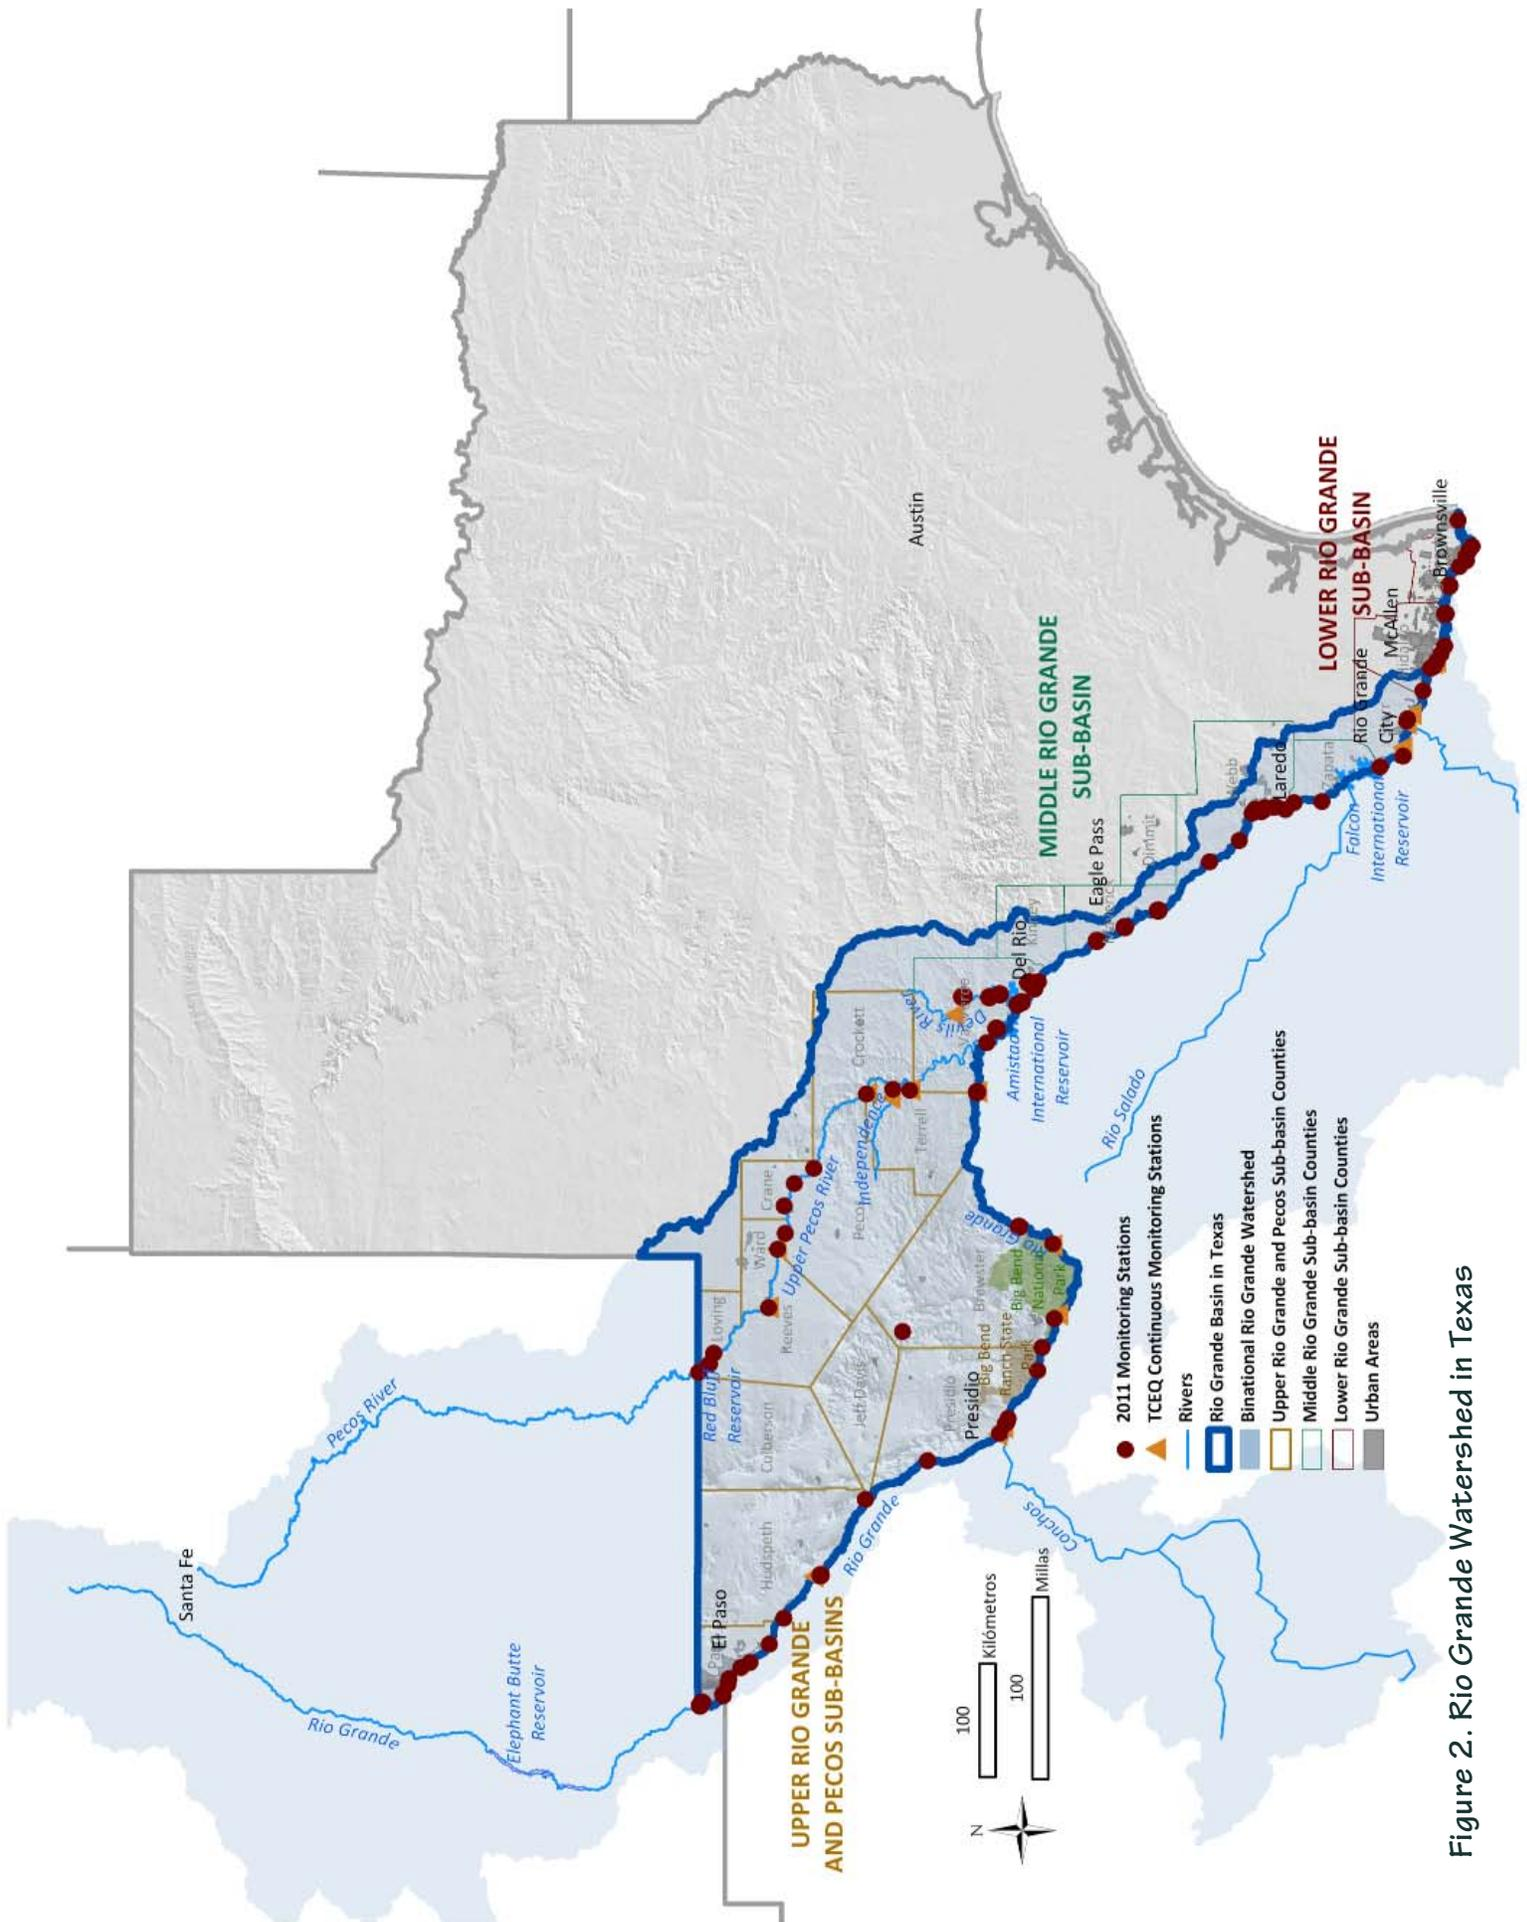 Santa Fe
Pecos River
Rio Grande
Elephant Butte
Reservoir
Austin
El Paso
Hudspeth
Culberson
Red Bluff
Reservoir
Loving
Reeves
Ward
Crane
Upper Pecos River
Jeff Davis
Presidio
Brewster
Pecos
Independence
Crockett
Terrell
Devils River
Del Rio
Kinney
Eagle Pass
Maverick
Dimmit
Webb
Laredo
Zapata
Rio Grande
City
McAllen
Hidalgo
Brownsville
UPPER RIO GRANDE
AND PECOS SUB-BASINS
MIDDLE RIO GRANDE
SUB-BASIN
LOWER RIO GRANDE
SUB-BASIN
Rio Grande
Presidio
Big Bend
Ranch State
Park
Big Bend
National
Park
Rio Grande
Amistad
International
Reservoir
Falcon
International
Reservoir
Rio Salado
Conchos
N
100
Kilómetros
100
Millas
2011 Monitoring Stations
TCEQ Continuous Monitoring Stations
Rivers
Rio Grande Basin in Texas
Binational Rio Grande Watershed
Upper Rio Grande and Pecos Sub-basin Counties
Middle Rio Grande Sub-basin Counties
Lower Rio Grande Sub-basin Counties
Urban Areas
Figure 2. Rio Grande Watershed in Texas